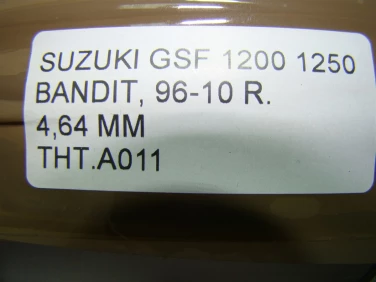 SUZUKI GSF 1200 1250
BANDIT, 96-10 R.
4,64 MM
THT.A011